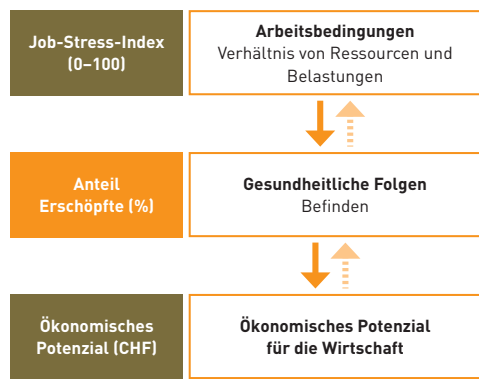 Job-Stress-Index
(0–100)
Arbeitsbedingungen
Verhältnis von Ressourcen und
Belastungen
Anteil
Erschöpfte (%)
Gesundheitliche Folgen
Befinden
Ökonomisches
Potenzial (CHF)
Ökonomisches Potenzial
für die Wirtschaft